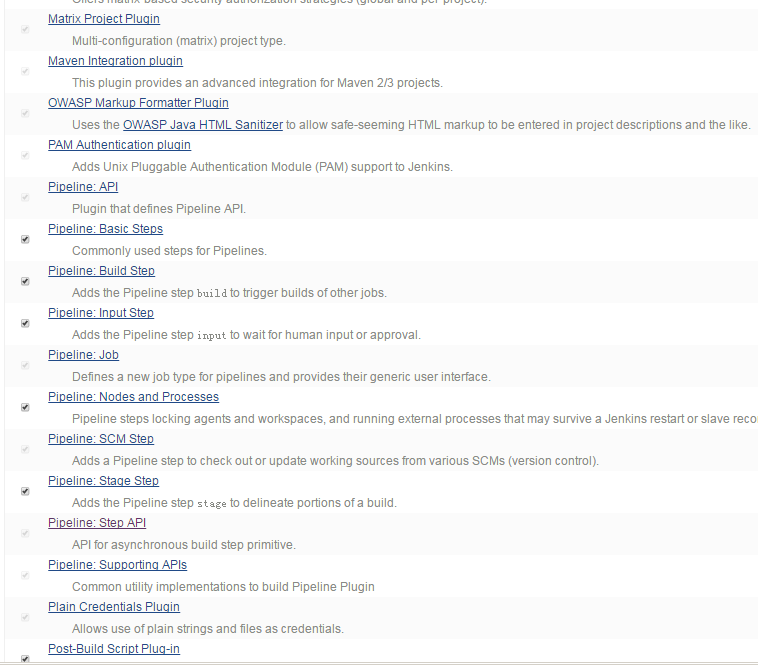 Offers matrix-based security authorization strategies (global and per project).
Matrix Project Plugin
Multi-configuration (matrix) project type.
Maven Integration plugin
This plugin provides an advanced integration for Maven 2/3 projects.
OWASP Markup Formatter Plugin
Uses the OWASP Java HTML Sanitizer to allow safe-seeming HTML markup to be entered in project descriptions and the like.
PAM Authentication plugin
Adds Unix Pluggable Authentication Module (PAM) support to Jenkins.
Pipeline: API
Plugin that defines Pipeline API.
Pipeline: Basic Steps
Commonly used steps for Pipelines.
Pipeline: Build Step
Adds the Pipeline step build to trigger builds of other jobs.
Pipeline: Input Step
Adds the Pipeline step input to wait for human input or approval.
Pipeline: Job
Defines a new job type for pipelines and provides their generic user interface.
Pipeline: Nodes and Processes
Pipeline steps locking agents and workspaces, and running external processes that may survive a Jenkins restart or slave reco
Pipeline: SCM Step
Adds a Pipeline step to check out or update working sources from various SCMs (version control).
Pipeline: Stage Step
Adds the Pipeline step stage to delineate portions of a build.
Pipeline: Step API
API for asynchronous build step primitive.
Pipeline: Supporting APIs
Common utility implementations to build Pipeline Plugin
Plain Credentials Plugin
Allows use of plain strings and files as credentials.
Post-Build Script Plug-in